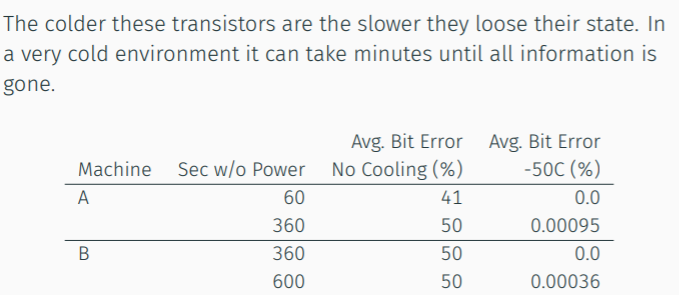 The colder these transistors are the slower they loose their state. In
a very cold environment it can take minutes until all information is
gone.
Avg. Bit Error Avg. Bit Error
Machine Sec w/o Power No Cooling (%) -50C (%)
A 60 41 0.0
360 50 0.00095
B 360 50 0.0
600 50 0.00036